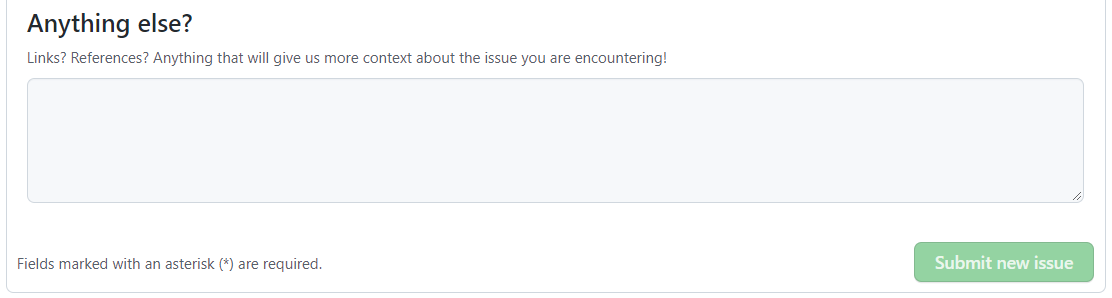 Anything else?
Links? References? Anything that will give us more context about the issue you are encountering!
Fields marked with an asterisk (*) are required.
Submit new issue